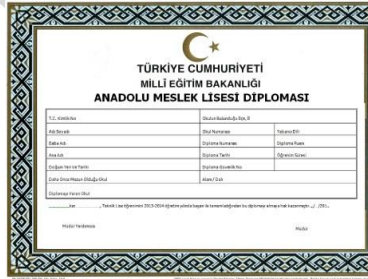 TÜRKİYE CUMHURİYETİ
MİLLÎ EĞİTİM BAKANLIĞI
ANADOLU MESLEK LİSESİ DİPLOMASI
T.C. Kimlik No
Okulun Bulunduğu İlçe, İl
Adı Soyadı
Okul Numarası
Yabancı Dili
Baba Adı
Diploma Numarası
Diploma Puanı
Ana Adı
Diploma Tarihi
Öğrenim Süresi
Doğum Yeri ve Tarihi
Diploma Güvenlik No
Daha Önce Mezun Olduğu Okul
Alanı / Dalı
Diplomayı Veren Okul
Müdür Yardımcısı
Müdür